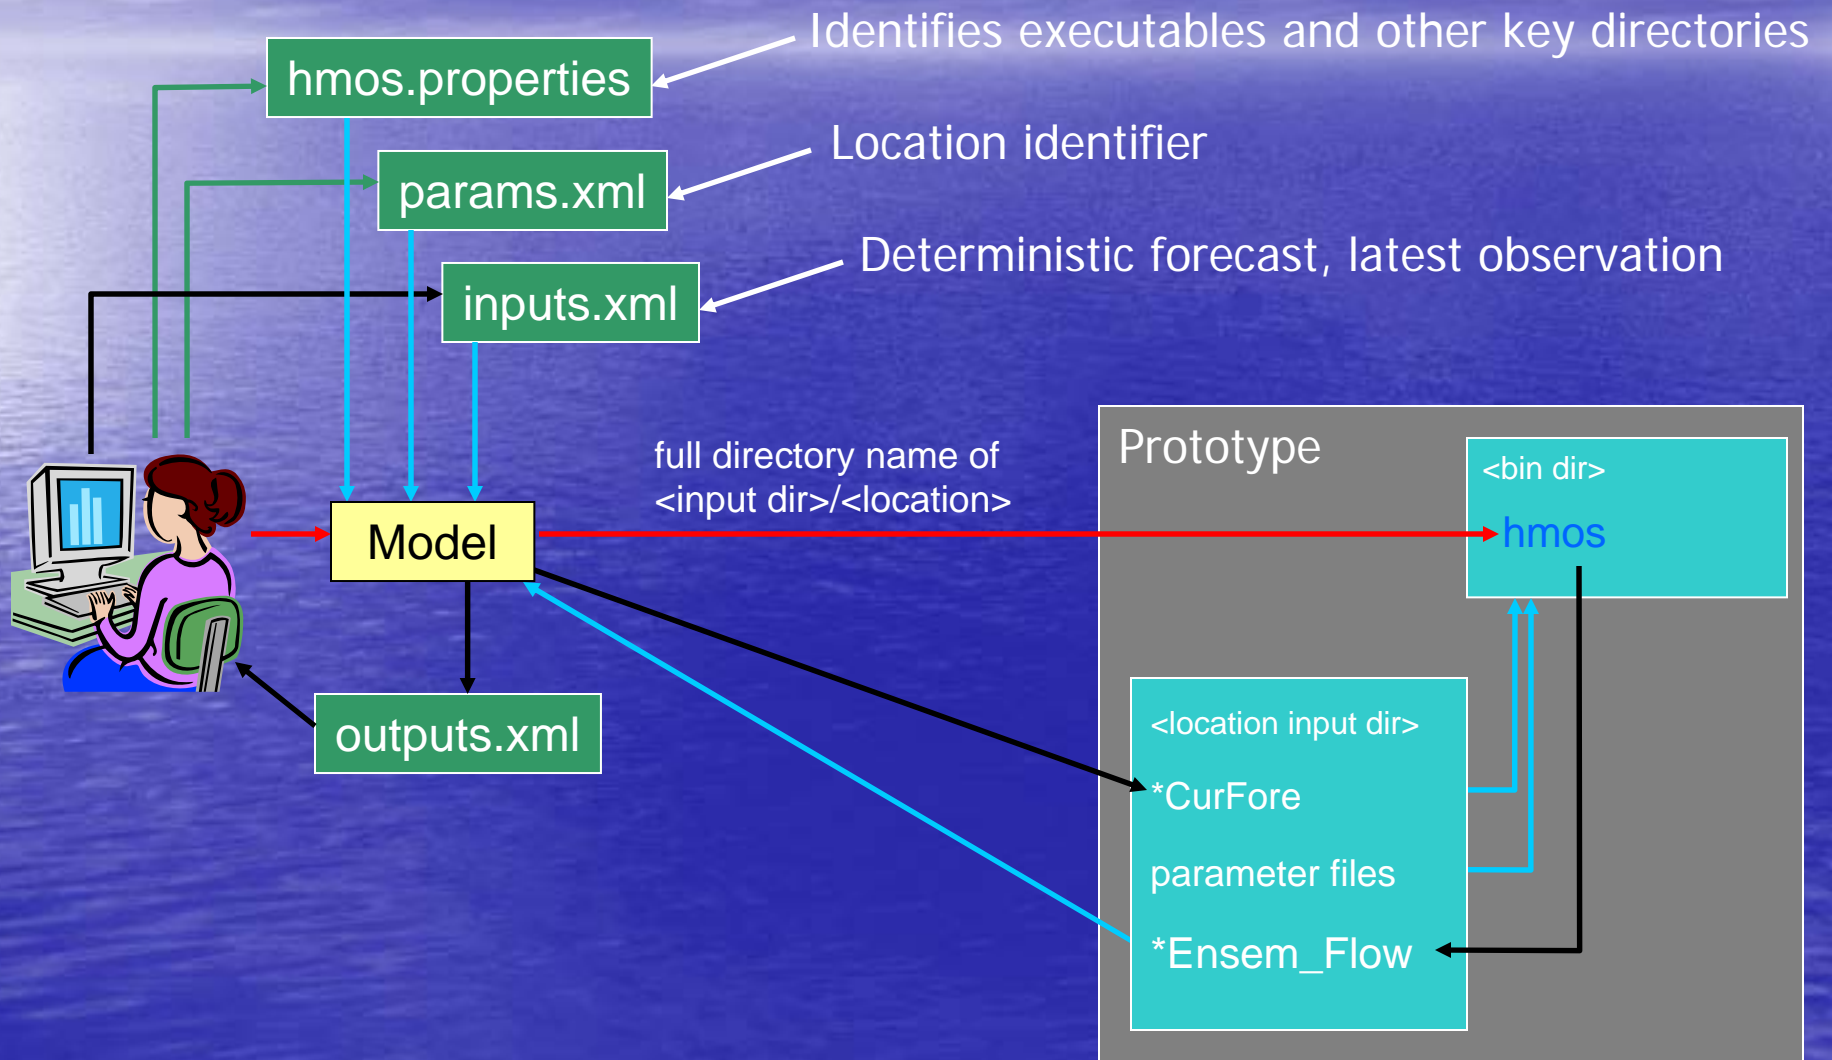 Identifies executables and other key directories
hmos.properties
Location identifier
params.xml
Deterministic forecast, latest observation
inputs.xml
full directory name of
<input dir>/<location>
Prototype
<bin dir>
hmos
Model
outputs.xml
<location input dir>
*CurFore
parameter files
*Ensem_Flow